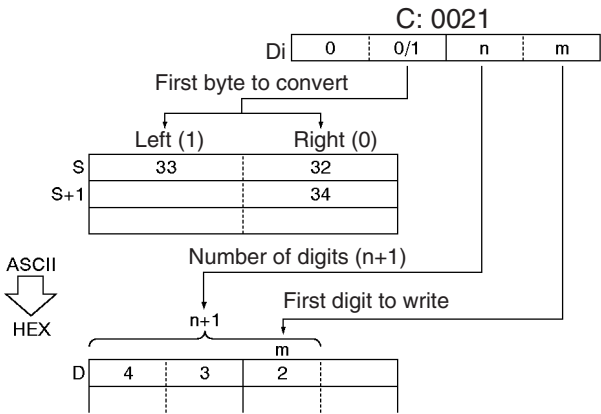 C: 0021
Di 0 0/1 n m
First byte to convert
Left (1) Right (0)
S 33 32
S+1 34
Number of digits (n+1)
ASCII
First digit to write
HEX
n+1
m
D 4 3 2